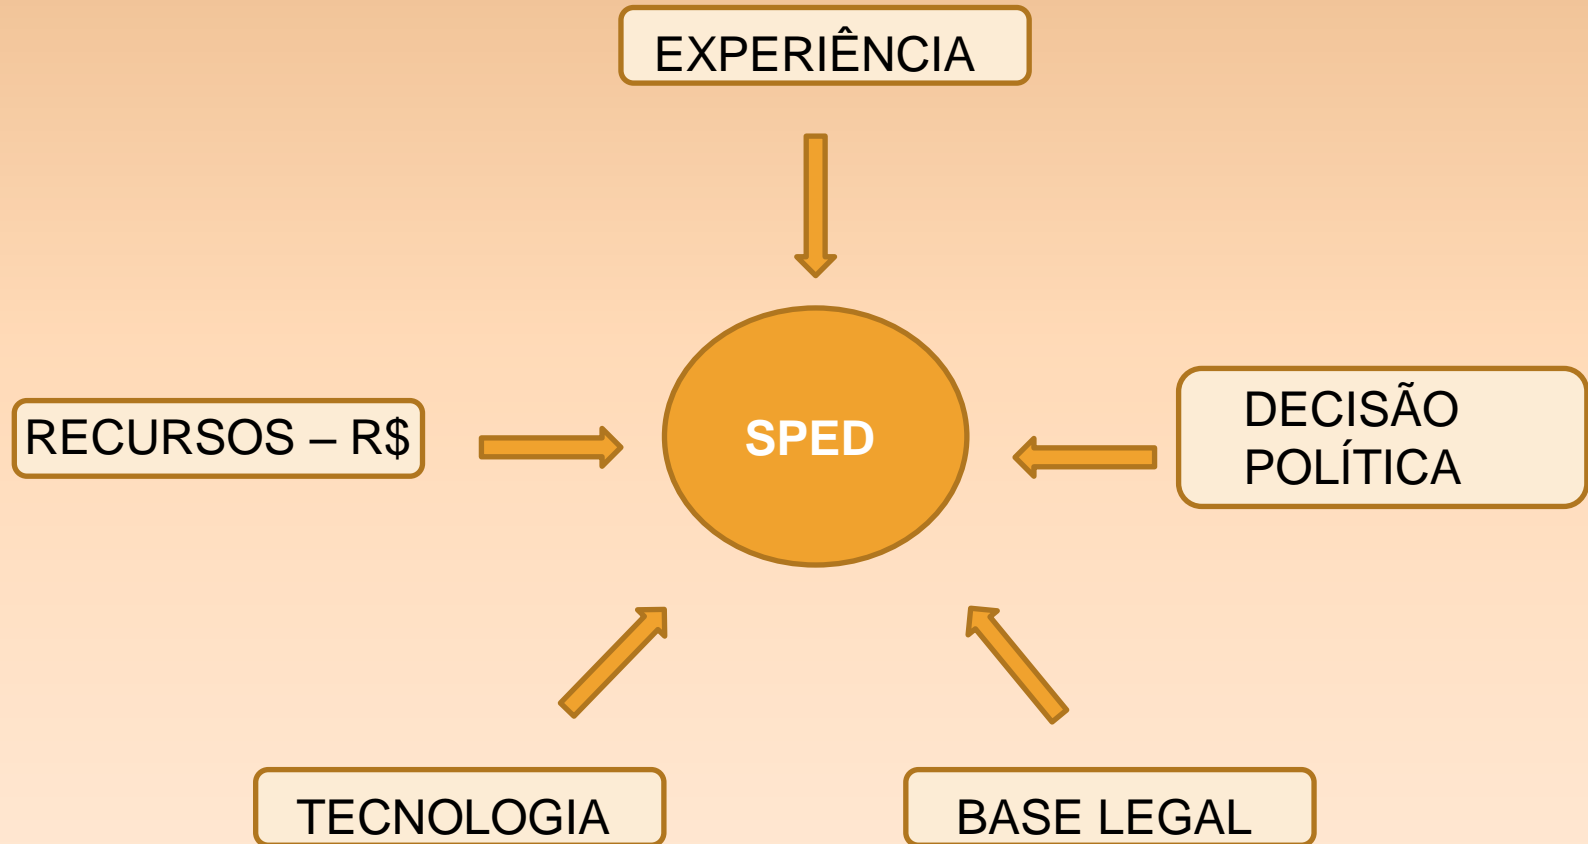 EXPERIÊNCIA
RECURSOS – R$
SPED
DECISÃO
POLÍTICA
TECNOLOGIA
BASE LEGAL